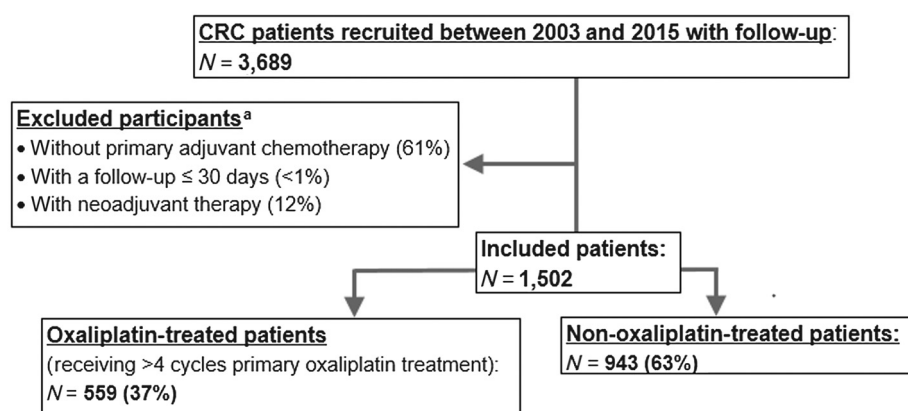 CRC patients recruited between 2003 and 2015 with follow-up:
N = 3,689
Excluded participantsᵃ
• Without primary adjuvant chemotherapy (61%)
• With a follow-up ≤ 30 days (<1%)
• With neoadjuvant therapy (12%)
Included patients:
N = 1,502
Oxaliplatin-treated patients
(receiving >4 cycles primary oxaliplatin treatment):
N = 559 (37%)
Non-oxaliplatin-treated patients:
N = 943 (63%)